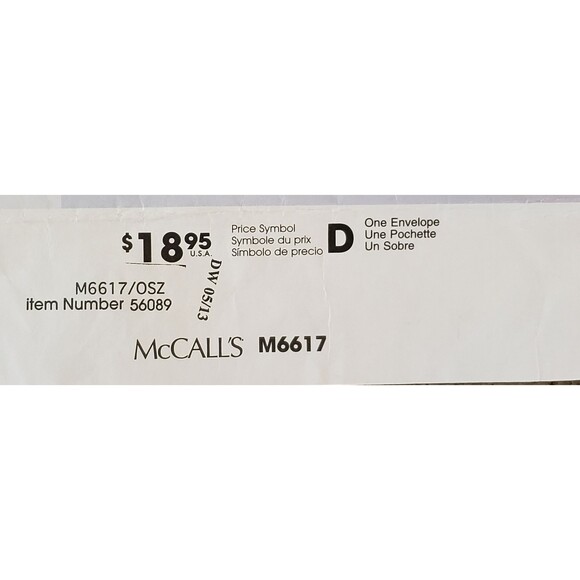 $18.95
U.S.A.
Price Symbol
Symbole du prix
Símbolo de precio
D
One Envelope
Une Pochette
Un Sobre
M6617/OSZ
item Number 56089
DW 05/13
McCALL'S M6617